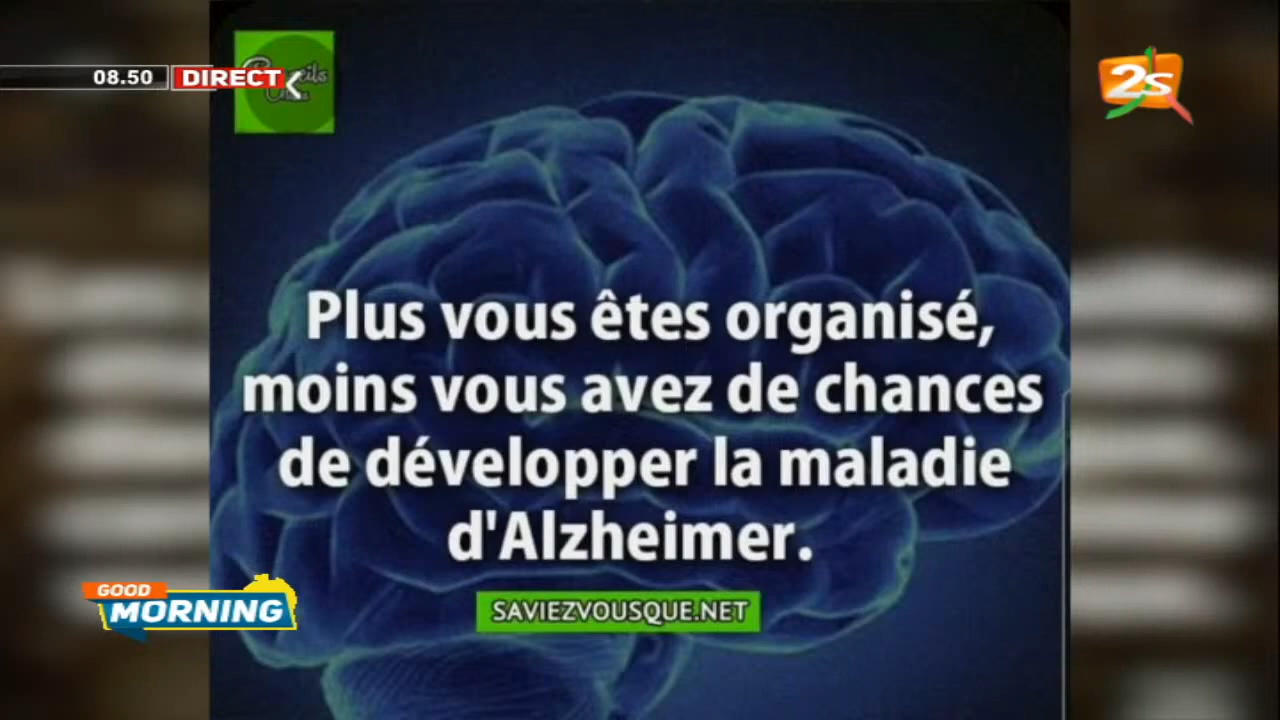 08.50 DIRECT
2s
Plus vous êtes organisé,
moins vous avez de chances
de développer la maladie
d'Alzheimer.
SAVIEZVOUSQUE.NET
GOOD
MORNING